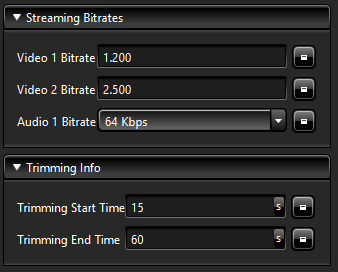 Streaming Bitrates
Video 1 Bitrate 1.200
Video 2 Bitrate 2.500
Audio 1 Bitrate 64 Kbps
Trimming Info
Trimming Start Time 15 s
Trimming End Time 60 s